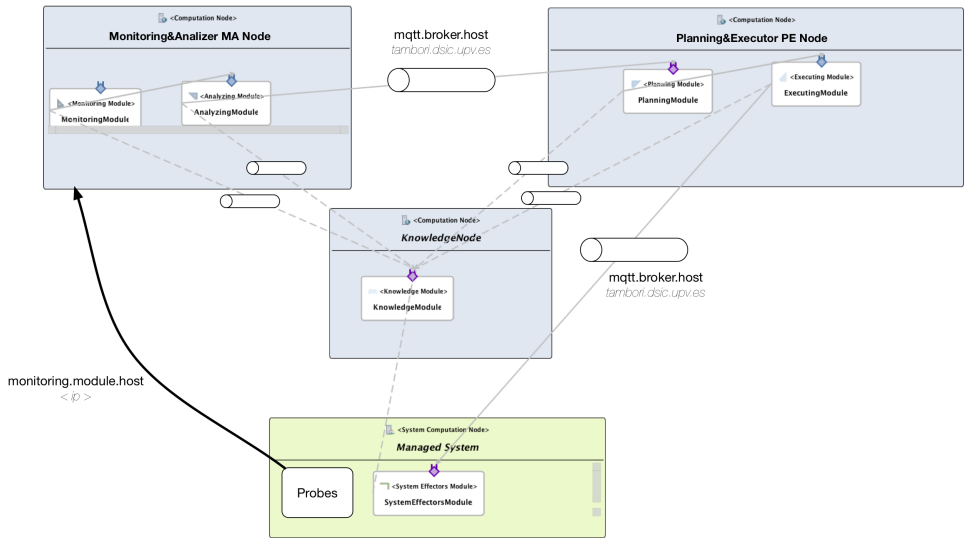 <Computation Node>
Monitoring&Analizer MA Node
<Monitoring Module>
MonitoringModule
<Analyzing Module>
AnalyzingModule
mqtt.broker.host
tambori.dsic.upv.es
<Computation Node>
Planning&Executor PE Node
<Planning Module>
PlanningModule
<Executing Module>
ExecutingModule
<Computation Node>
KnowledgeNode
<Knowledge Module>
KnowledgeModule
mqtt.broker.host
tambori.dsic.upv.es
monitoring.module.host
< ip >
<System Computation Node>
Managed System
Probes
<System Effectors Module>
SystemEffectorsModule